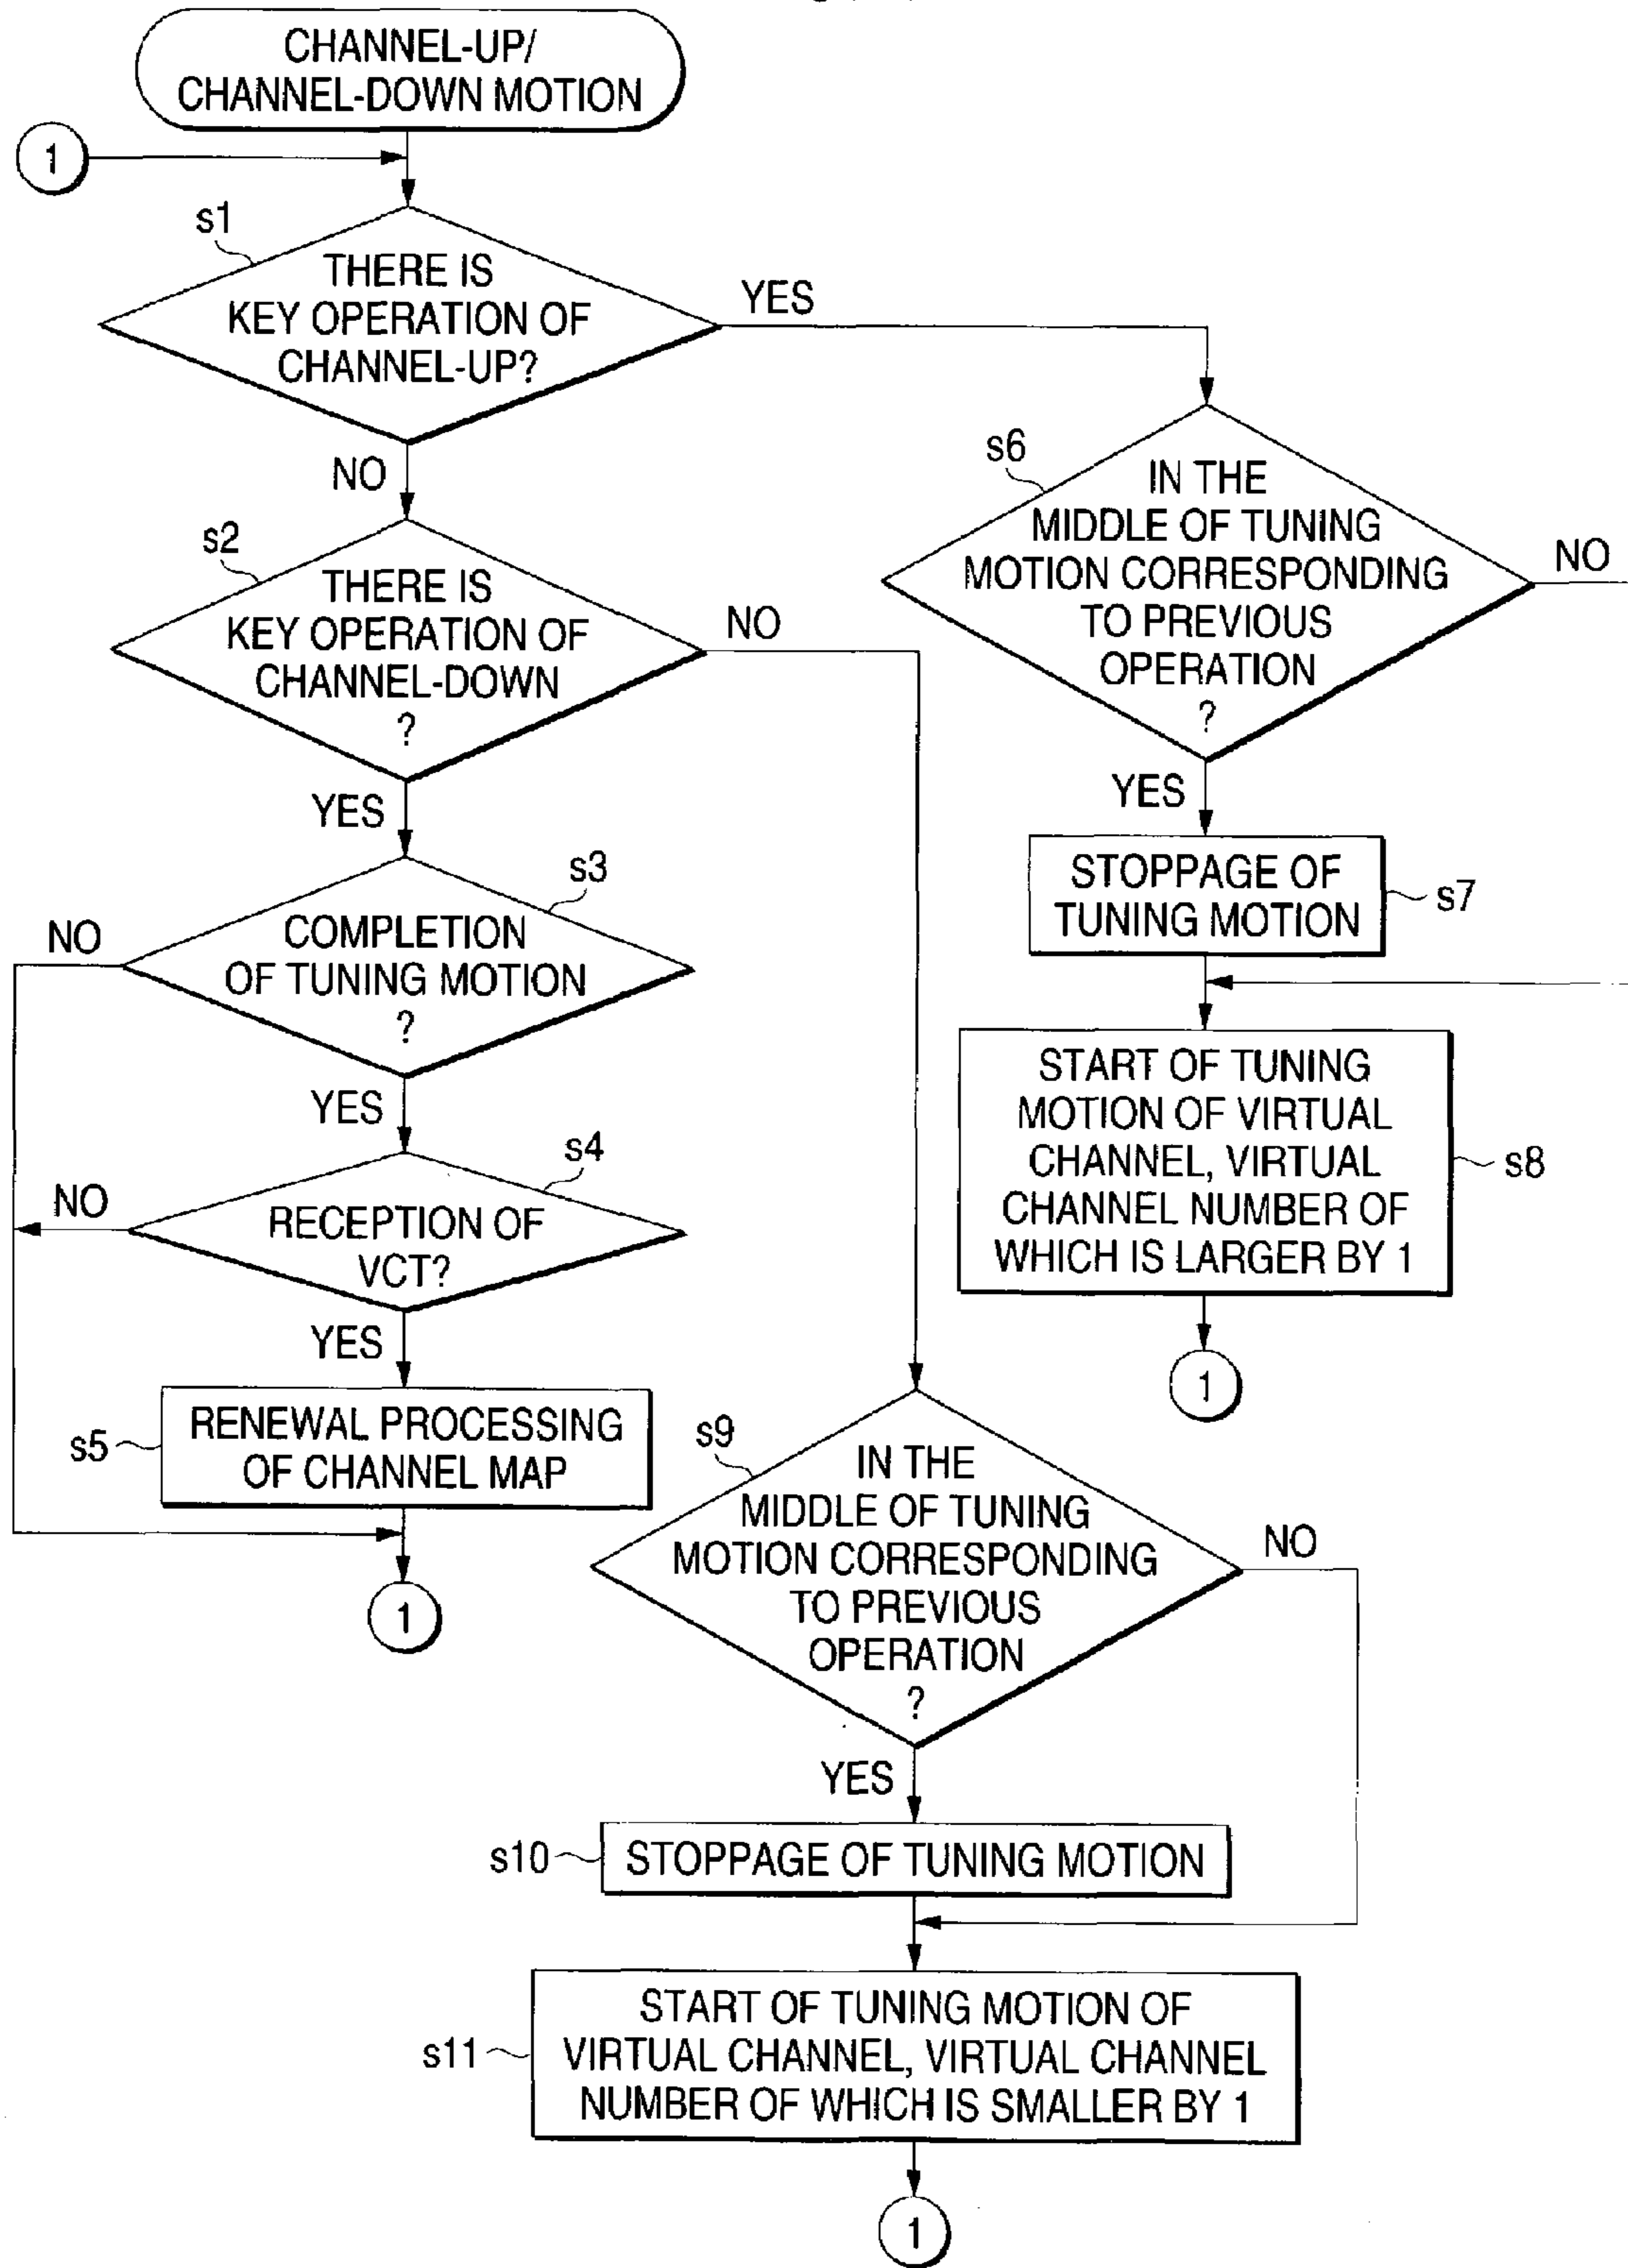 CHANNEL-UP/
CHANNEL-DOWN MOTION
1
s1
THERE IS
KEY OPERATION OF
CHANNEL-UP?
YES
NO
s2
THERE IS
KEY OPERATION OF
CHANNEL-DOWN
?
NO
YES
s3
COMPLETION
OF TUNING MOTION
?
NO
YES
s4
RECEPTION OF
VCT?
NO
YES
s5
RENEWAL PROCESSING
OF CHANNEL MAP
1
s6
IN THE
MIDDLE OF TUNING
MOTION CORRESPONDING
TO PREVIOUS
OPERATION
?
NO
YES
STOPPAGE OF
TUNING MOTION
s7
START OF TUNING
MOTION OF VIRTUAL
CHANNEL, VIRTUAL
CHANNEL NUMBER OF
WHICH IS LARGER BY 1
s8
1
s9
IN THE
MIDDLE OF TUNING
MOTION CORRESPONDING
TO PREVIOUS
OPERATION
?
NO
YES
s10
STOPPAGE OF TUNING MOTION
s11
START OF TUNING MOTION OF
VIRTUAL CHANNEL, VIRTUAL CHANNEL
NUMBER OF WHICH IS SMALLER BY 1
1